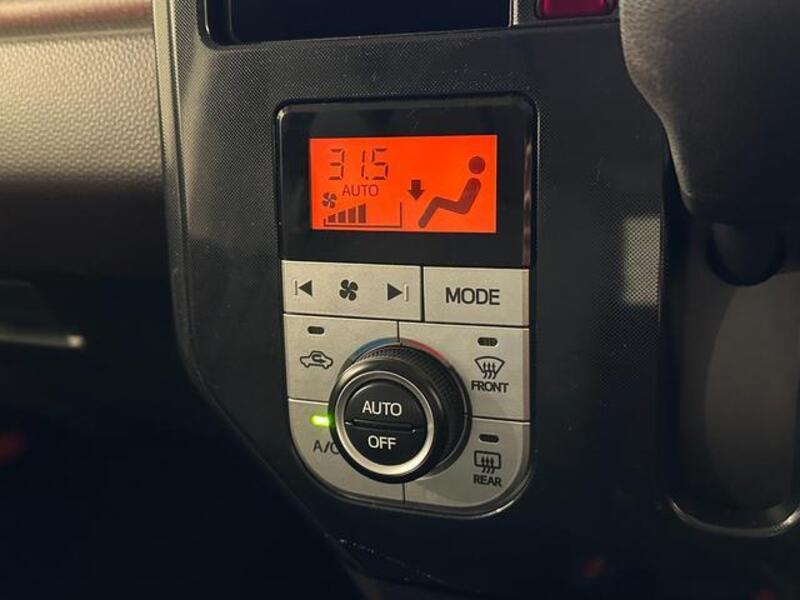 31.5
AUTO
MODE
FRONT
AUTO
OFF
A/C
REAR